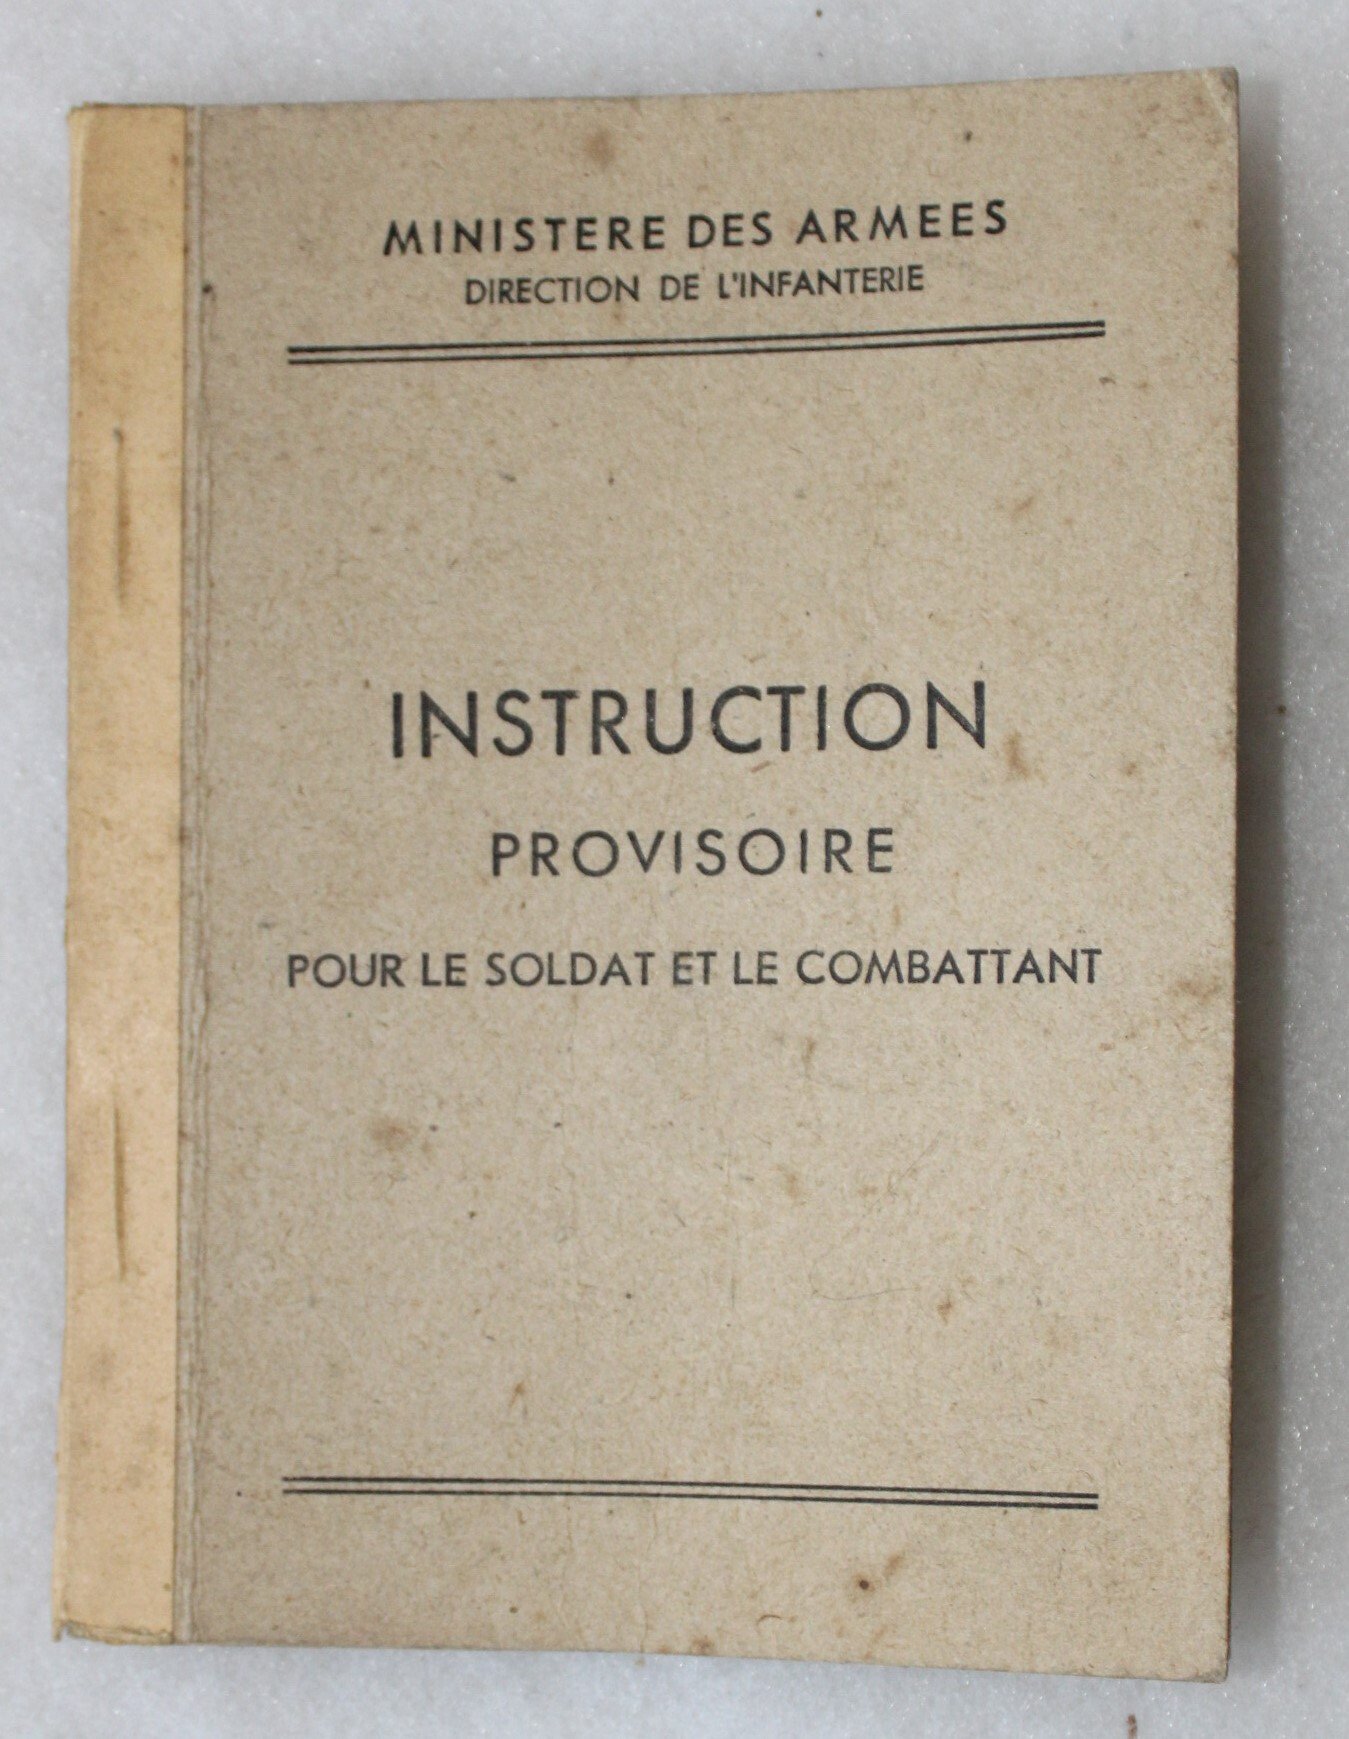 MINISTERE DES ARMEES
DIRECTION DE L'INFANTERIE
INSTRUCTION
PROVISOIRE
POUR LE SOLDAT ET LE COMBATTANT